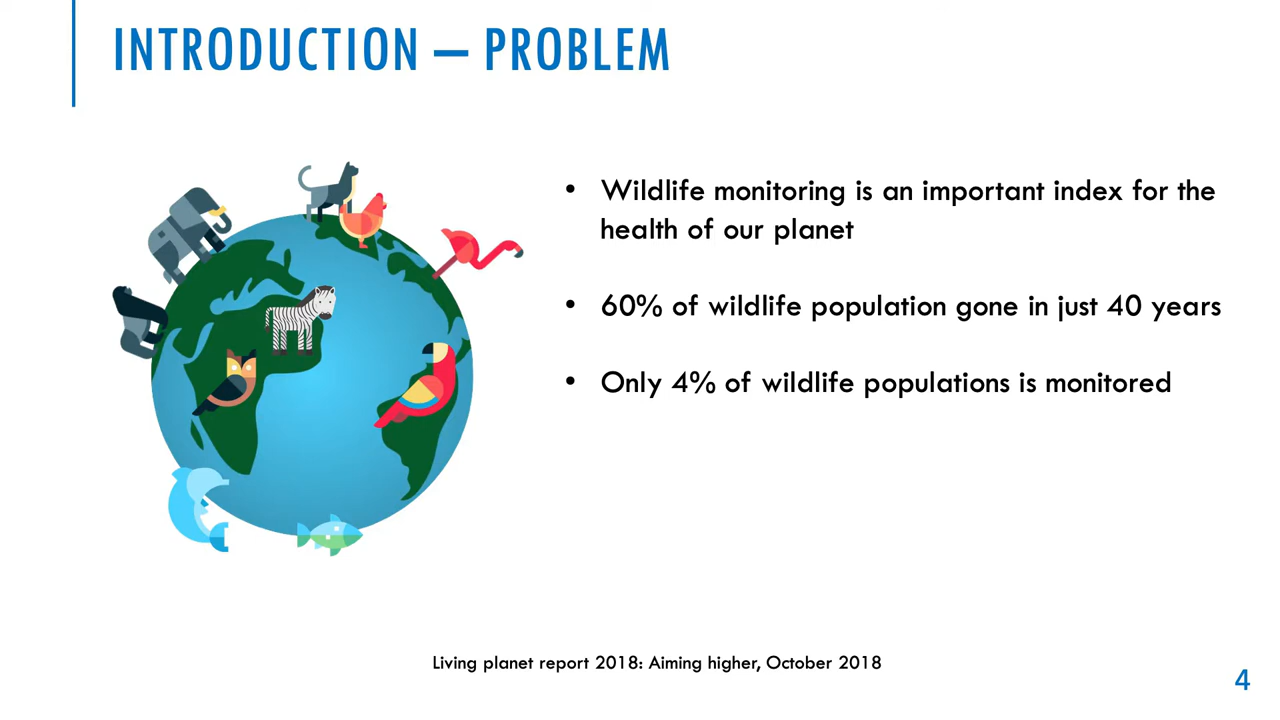 INTRODUCTION – PROBLEM
• Wildlife monitoring is an important index for the
health of our planet
• 60% of wildlife population gone in just 40 years
• Only 4% of wildlife populations is monitored
Living planet report 2018: Aiming higher, October 2018
4